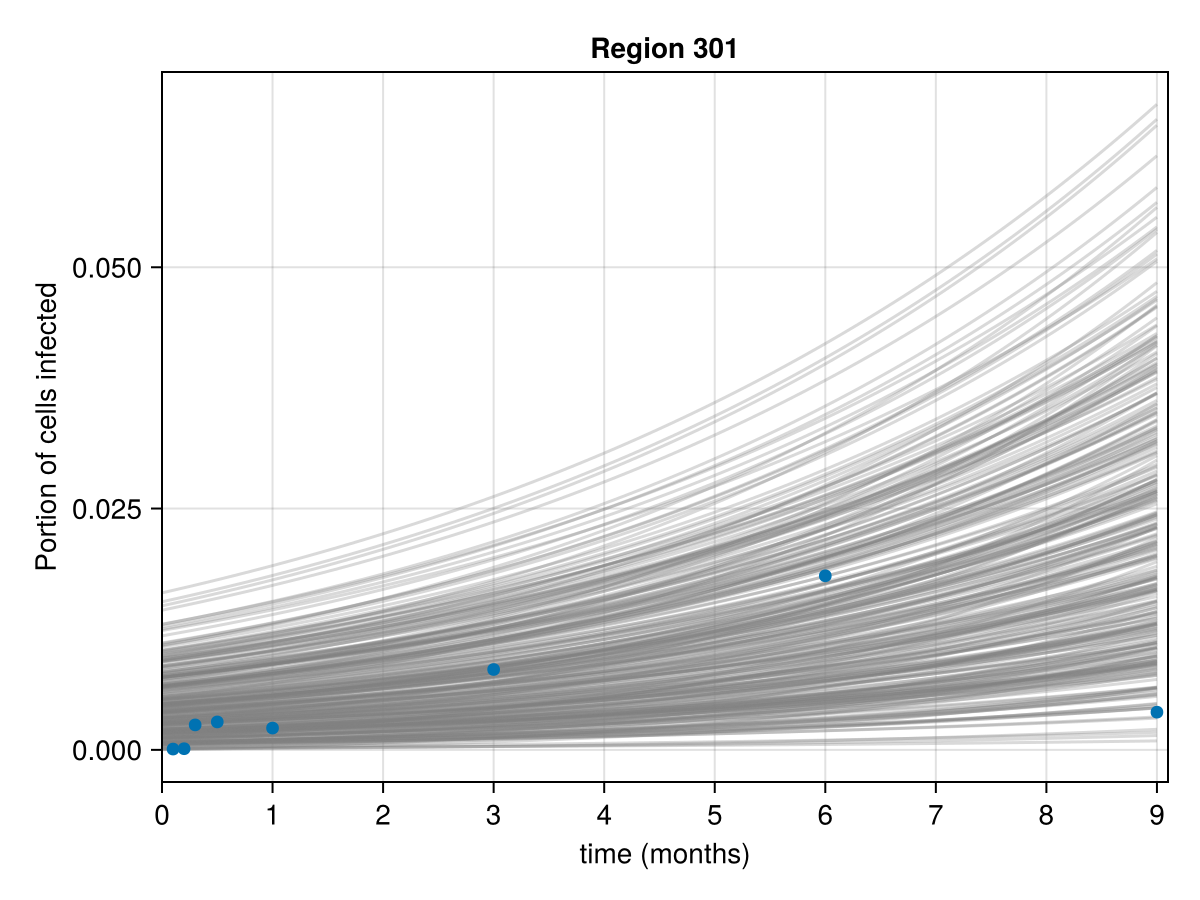 Region 301
Portion of cells infected
0.050
0.025
0.000
0 1 2 3 4 5 6 7 8 9
time (months)